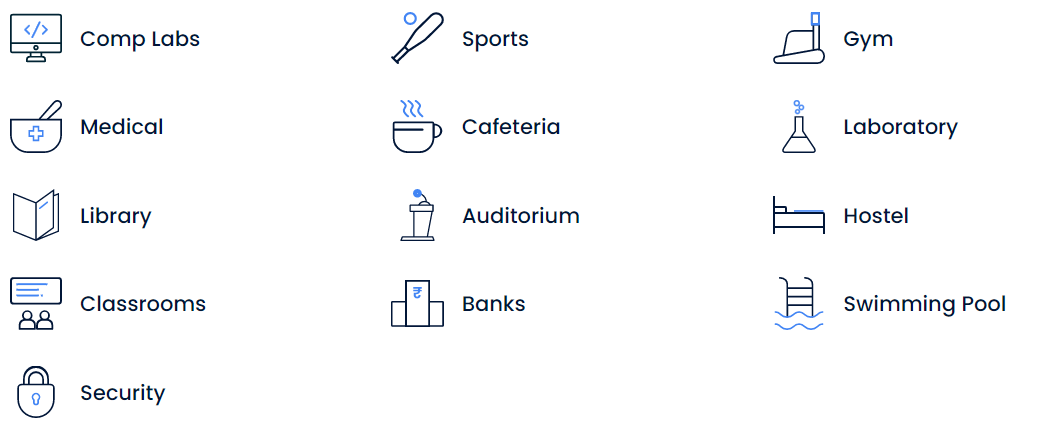 </>
Comp Labs
Sports
Gym
Medical
Cafeteria
Laboratory
Library
Auditorium
Hostel
Classrooms
₹
Banks
Swimming Pool
Security